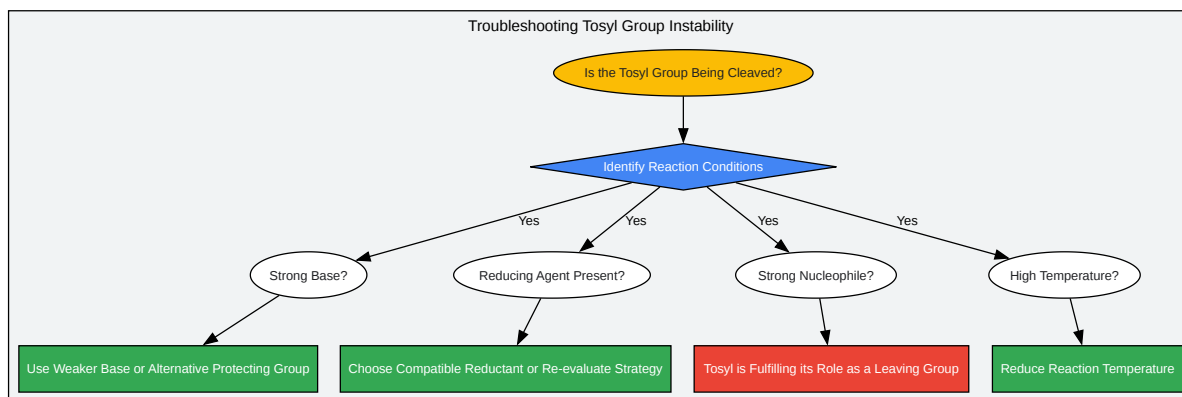 Troubleshooting Tosyl Group Instability
Is the Tosyl Group Being Cleaved?
Identify Reaction Conditions
Yes
Yes
Yes
Yes
Strong Base?
Reducing Agent Present?
Strong Nucleophile?
High Temperature?
Use Weaker Base or Alternative Protecting Group
Choose Compatible Reductant or Re-evaluate Strategy
Tosyl is Fulfilling its Role as a Leaving Group
Reduce Reaction Temperature